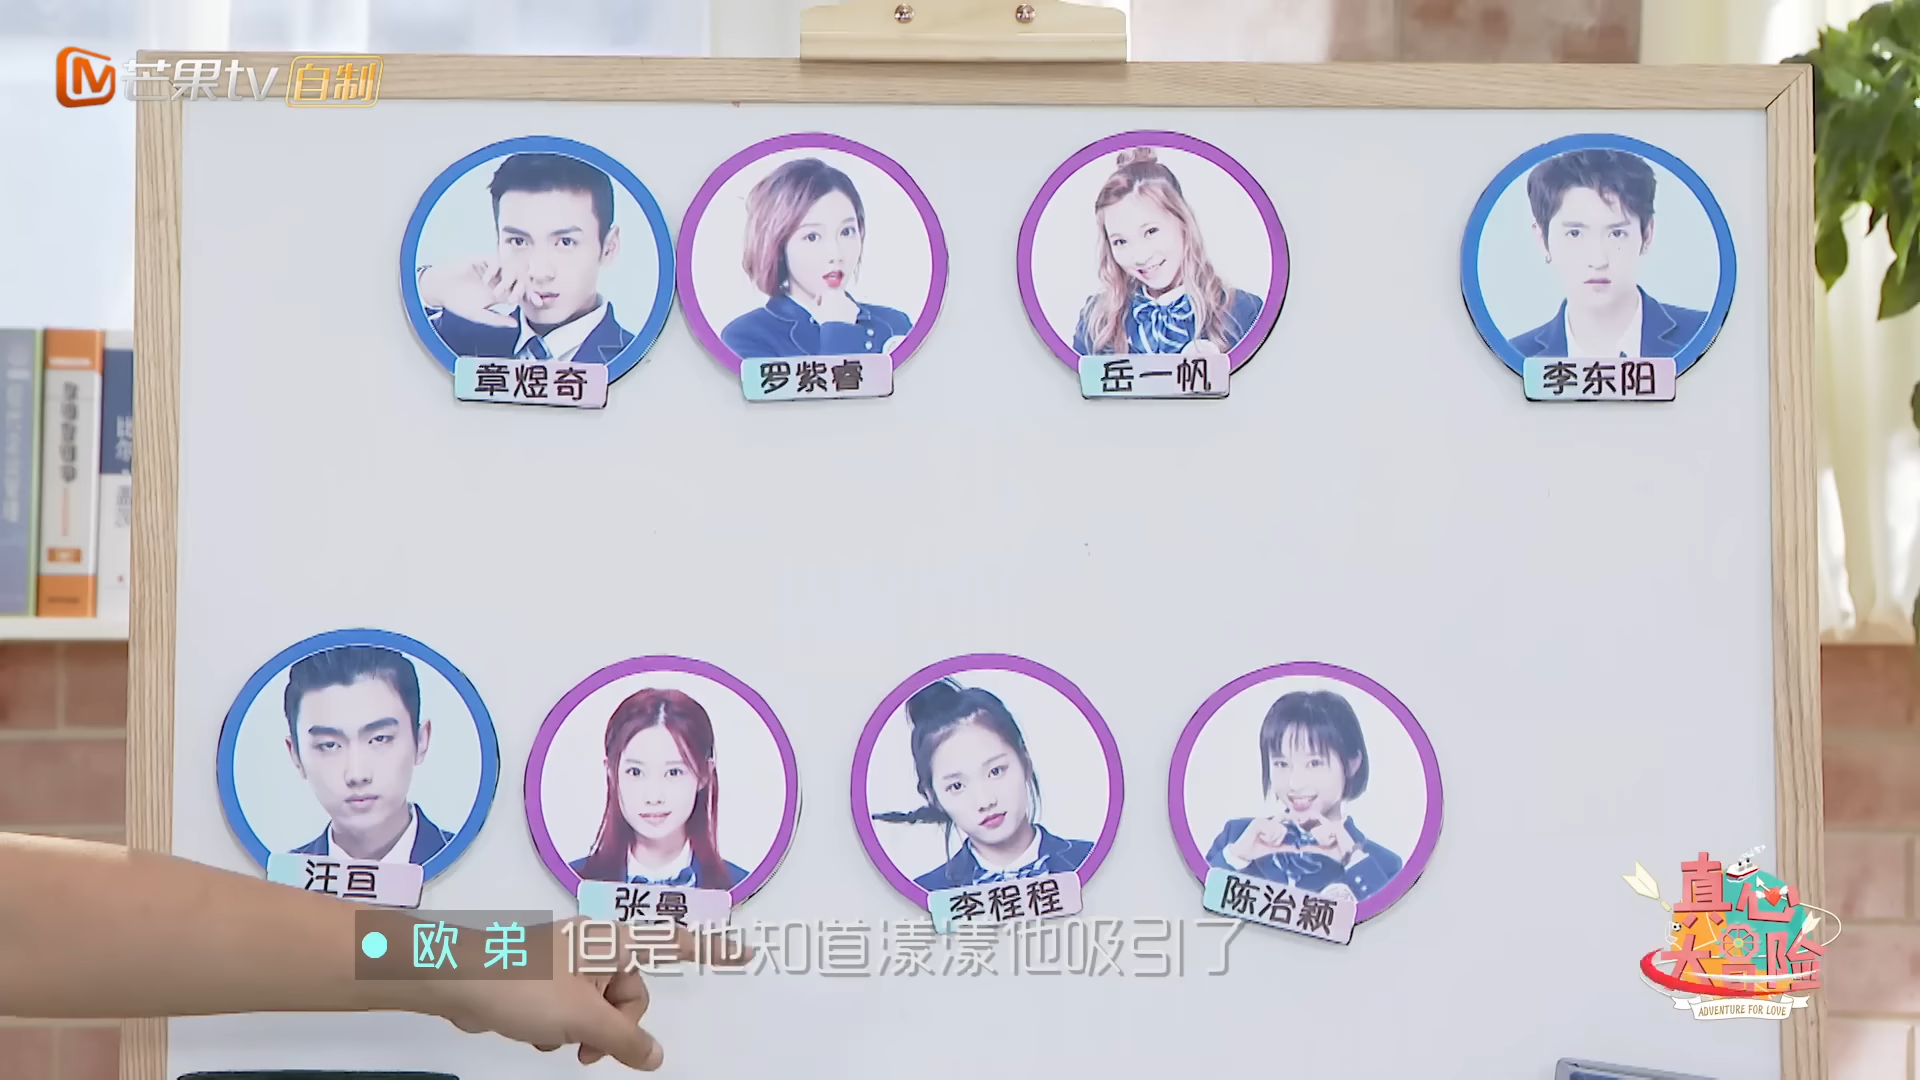 芒果tv 自制
章煜奇
罗紫睿
岳一帆
李东阳
汪亘
张曼
李程程
陈治颖
欧弟 但是他知道漾漾他吸引了
真心
大冒险
ADVENTURE FOR LOVE